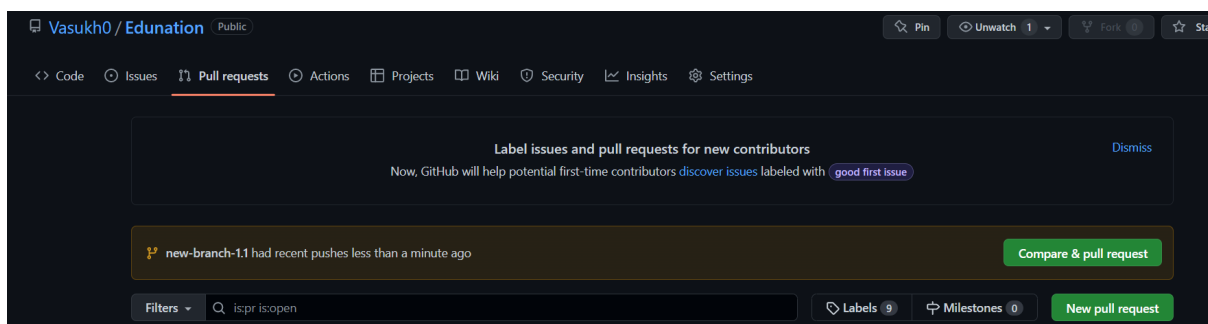 Vasukh0 / Edunation Public Pin Unwatch 1 Fork 0
Code Issues Pull requests Actions Projects Wiki Security Insights Settings
Label issues and pull requests for new contributors Dismiss
Now, GitHub will help potential first-time contributors discover issues labeled with good first issue
new-branch-1.1 had recent pushes less than a minute ago Compare & pull request
Filters is:pr is:open Labels 9 Milestones 0 New pull request